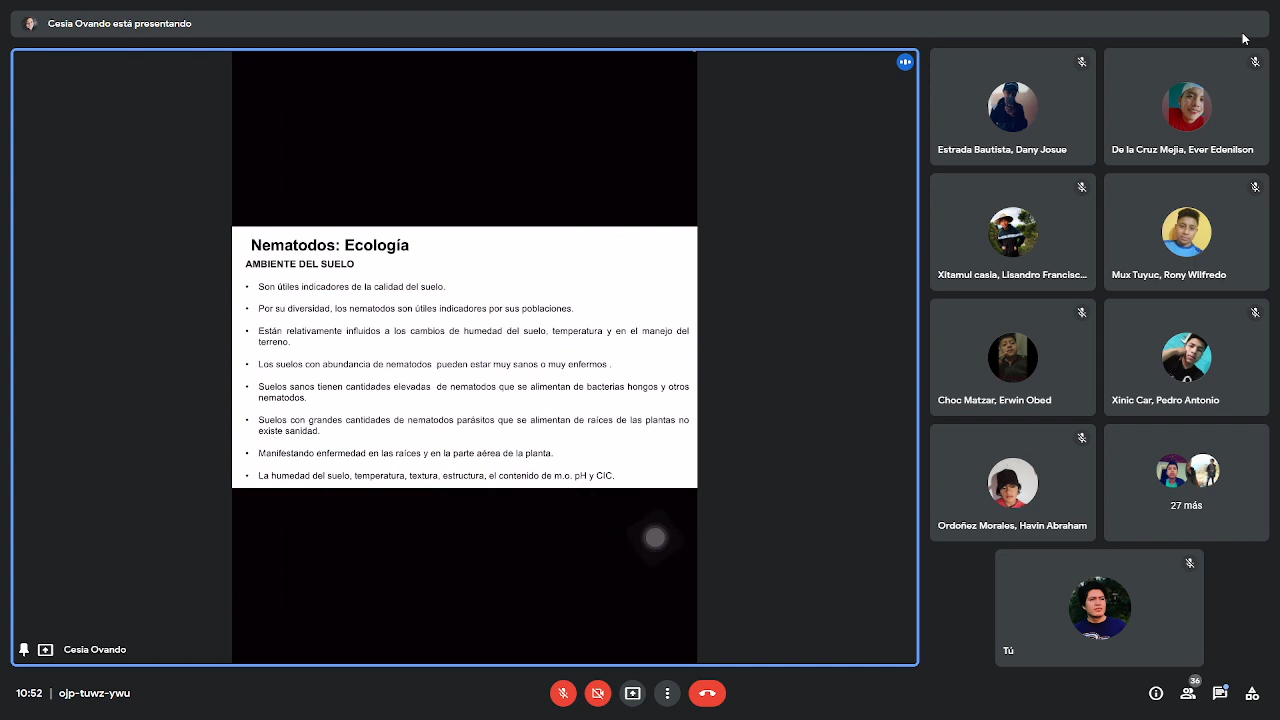 Cesia Ovando está presentando
Nematodos: Ecología
AMBIENTE DEL SUELO
• Son útiles indicadores de la calidad del suelo.
• Por su diversidad, los nematodos son útiles indicadores por sus poblaciones.
• Están relativamente influidos a los cambios de humedad del suelo, temperatura y en el manejo del
terreno.
• Los suelos con abundancia de nematodos pueden estar muy sanos o muy enfermos .
• Suelos sanos tienen cantidades elevadas de nematodos que se alimentan de bacterias hongos y otros
nematodos.
• Suelos con grandes cantidades de nematodos parásitos que se alimentan de raíces de las plantas no
existe sanidad.
• Manifestando enfermedad en las raíces y en la parte aérea de la planta.
• La humedad del suelo, temperatura, textura, estructura, el contenido de m.o. pH y CIC.
Cesia Ovando
Estrada Bautista, Dany Josue
De la Cruz Mejia, Ever Edenilson
Xitamul casia, Lisandro Francisc...
Mux Tuyuc, Rony Wilfredo
Choc Matzar, Erwin Obed
Xinic Car, Pedro Antonio
Ordoñez Morales, Havin Abraham
27 más
Tú
10:52 | ojp-tuwz-ywu
36